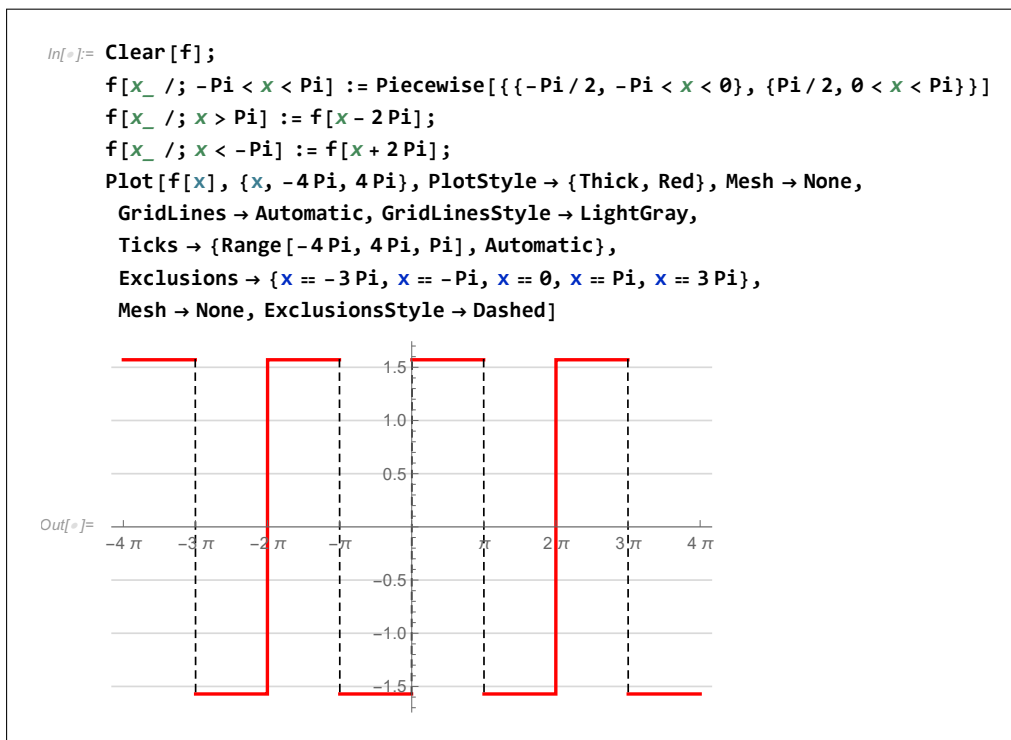 In[•]:= Clear[f];
f[x_ /; -Pi < x < Pi] := Piecewise[{{-Pi / 2, -Pi < x < 0}, {Pi / 2, 0 < x < Pi}}]
f[x_ /; x > Pi] := f[x - 2 Pi];
f[x_ /; x < -Pi] := f[x + 2 Pi];
Plot[f[x], {x, -4 Pi, 4 Pi}, PlotStyle → {Thick, Red}, Mesh → None,
GridLines → Automatic, GridLinesStyle → LightGray,
Ticks → {Range[-4 Pi, 4 Pi, Pi], Automatic},
Exclusions → {x == -3 Pi, x == -Pi, x == 0, x == Pi, x == 3 Pi},
Mesh → None, ExclusionsStyle → Dashed]
1.5
1.0
0.5
Out[•]=
-4 π -3 π -2 π -π π 2 π 3 π 4 π
-0.5
-1.0
-1.5